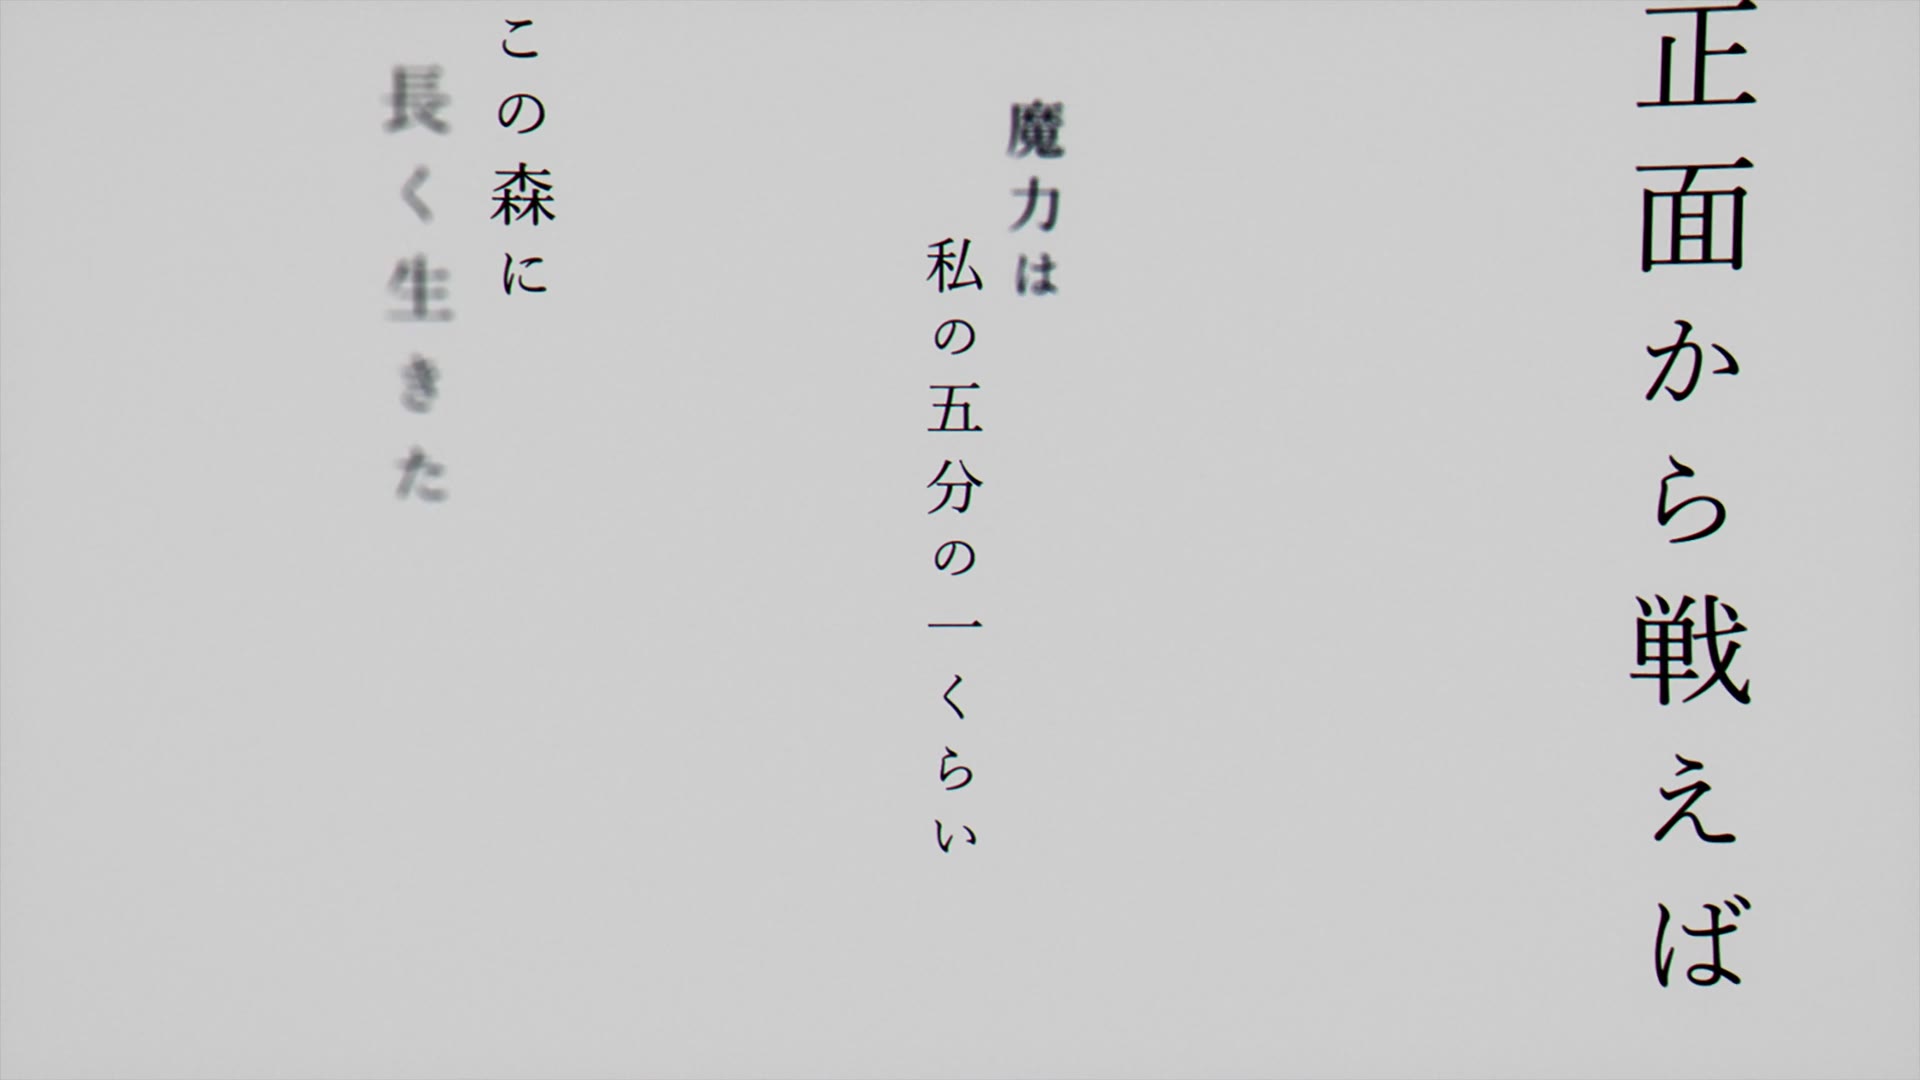 正面から戦えば
魔力は
私の五分の一くらい
この森に
長く生きた